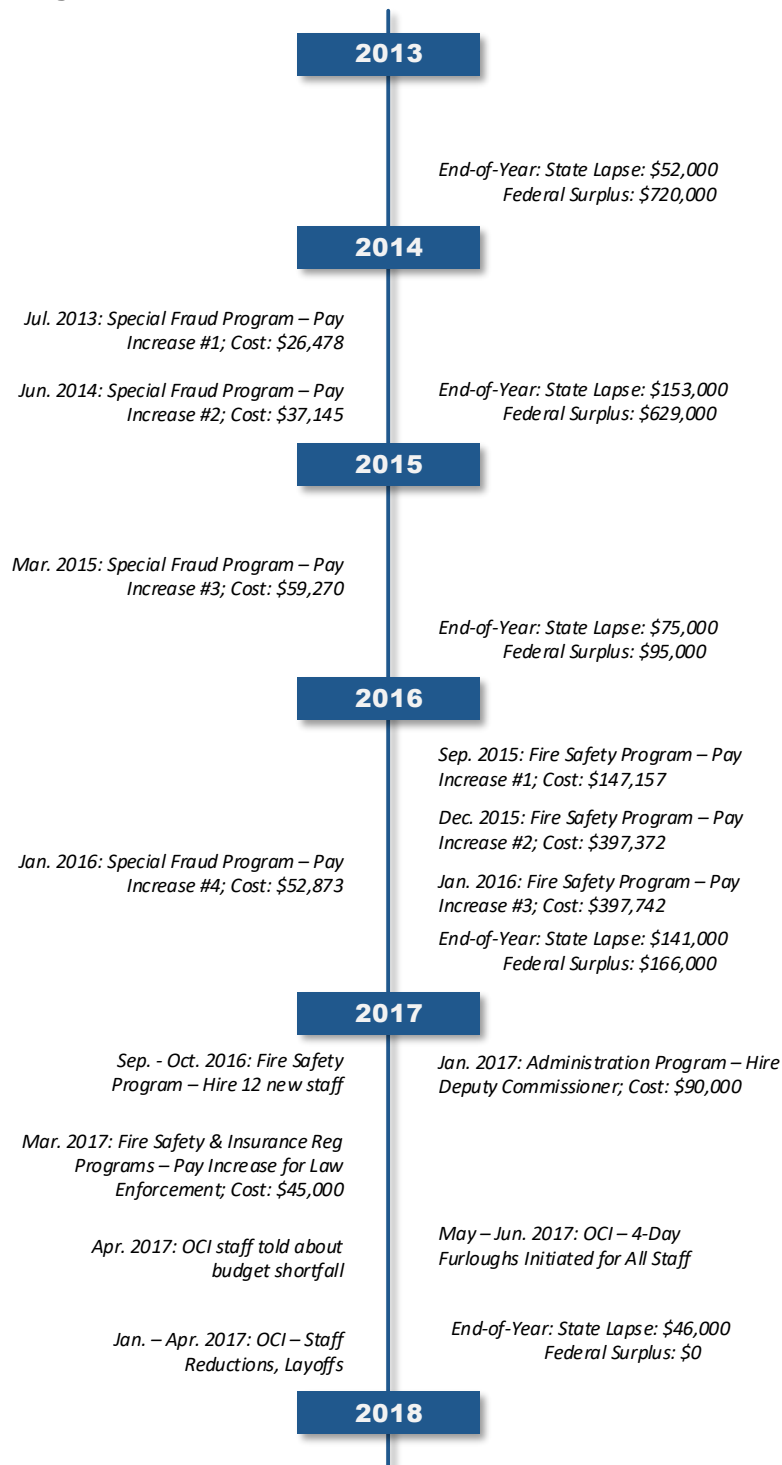 2013
End-of-Year: State Lapse: $52,000
Federal Surplus: $720,000
2014
Jul. 2013: Special Fraud Program – Pay
Increase #1; Cost: $26,478
Jun. 2014: Special Fraud Program – Pay
Increase #2; Cost: $37,145
End-of-Year: State Lapse: $153,000
Federal Surplus: $629,000
2015
Mar. 2015: Special Fraud Program – Pay
Increase #3; Cost: $59,270
End-of-Year: State Lapse: $75,000
Federal Surplus: $95,000
2016
Sep. 2015: Fire Safety Program – Pay
Increase #1; Cost: $147,157
Dec. 2015: Fire Safety Program – Pay
Increase #2; Cost: $397,372
Jan. 2016: Special Fraud Program – Pay
Increase #4; Cost: $52,873
Jan. 2016: Fire Safety Program – Pay
Increase #3; Cost: $397,742
End-of-Year: State Lapse: $141,000
Federal Surplus: $166,000
2017
Sep. - Oct. 2016: Fire Safety
Program – Hire 12 new staff
Jan. 2017: Administration Program – Hire
Deputy Commissioner; Cost: $90,000
Mar. 2017: Fire Safety & Insurance Reg
Programs – Pay Increase for Law
Enforcement; Cost: $45,000
Apr. 2017: OCI staff told about
budget shortfall
May – Jun. 2017: OCI – 4-Day
Furloughs Initiated for All Staff
Jan. – Apr. 2017: OCI – Staff
Reductions, Layoffs
End-of-Year: State Lapse: $46,000
Federal Surplus: $0
2018